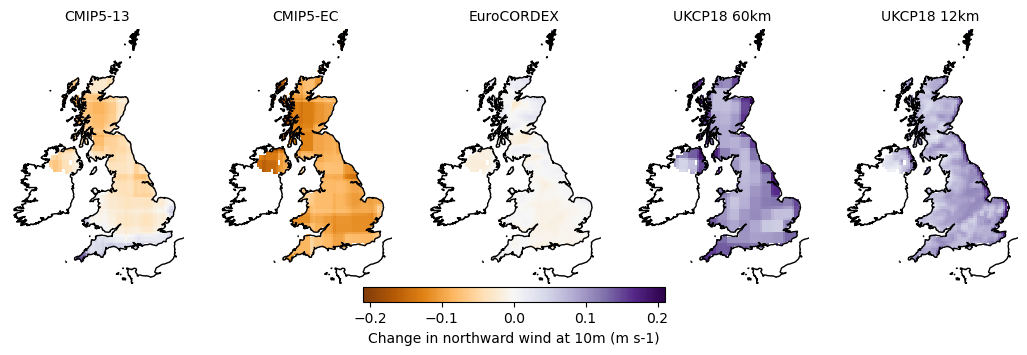 CMIP5-13
CMIP5-EC
EuroCORDEX
UKCP18 60km
UKCP18 12km
−0.2
−0.1
0.0
0.1
0.2
Change in northward wind at 10m (m s-1)